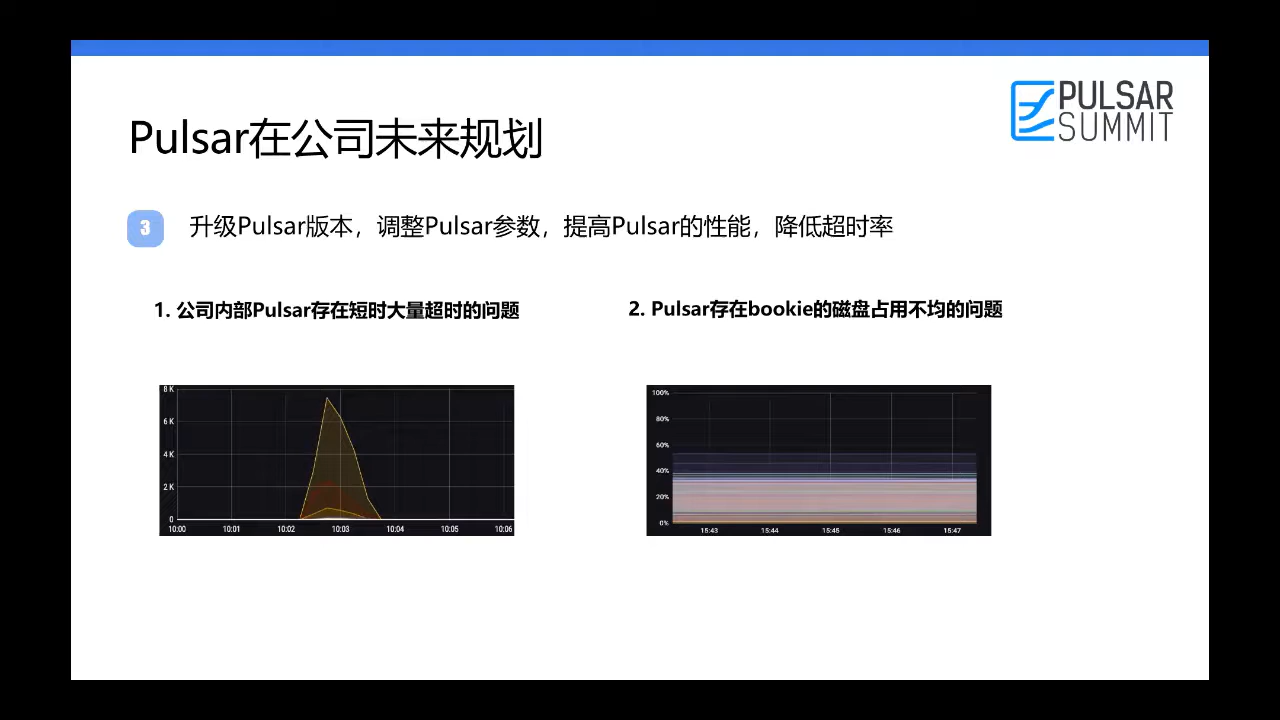 PULSAR
SUMMIT
Pulsar在公司未来规划
3 升级Pulsar版本，调整Pulsar参数，提高Pulsar的性能，降低超时率
1. 公司内部Pulsar存在短时大量超时的问题
2. Pulsar存在bookie的磁盘占用不均的问题
8 K
6 K
4 K
2 K
0
10:00 10:01 10:02 10:03 10:04 10:05 10:06
100%
80%
60%
40%
20%
0%
15:43 15:44 15:45 15:46 15:47